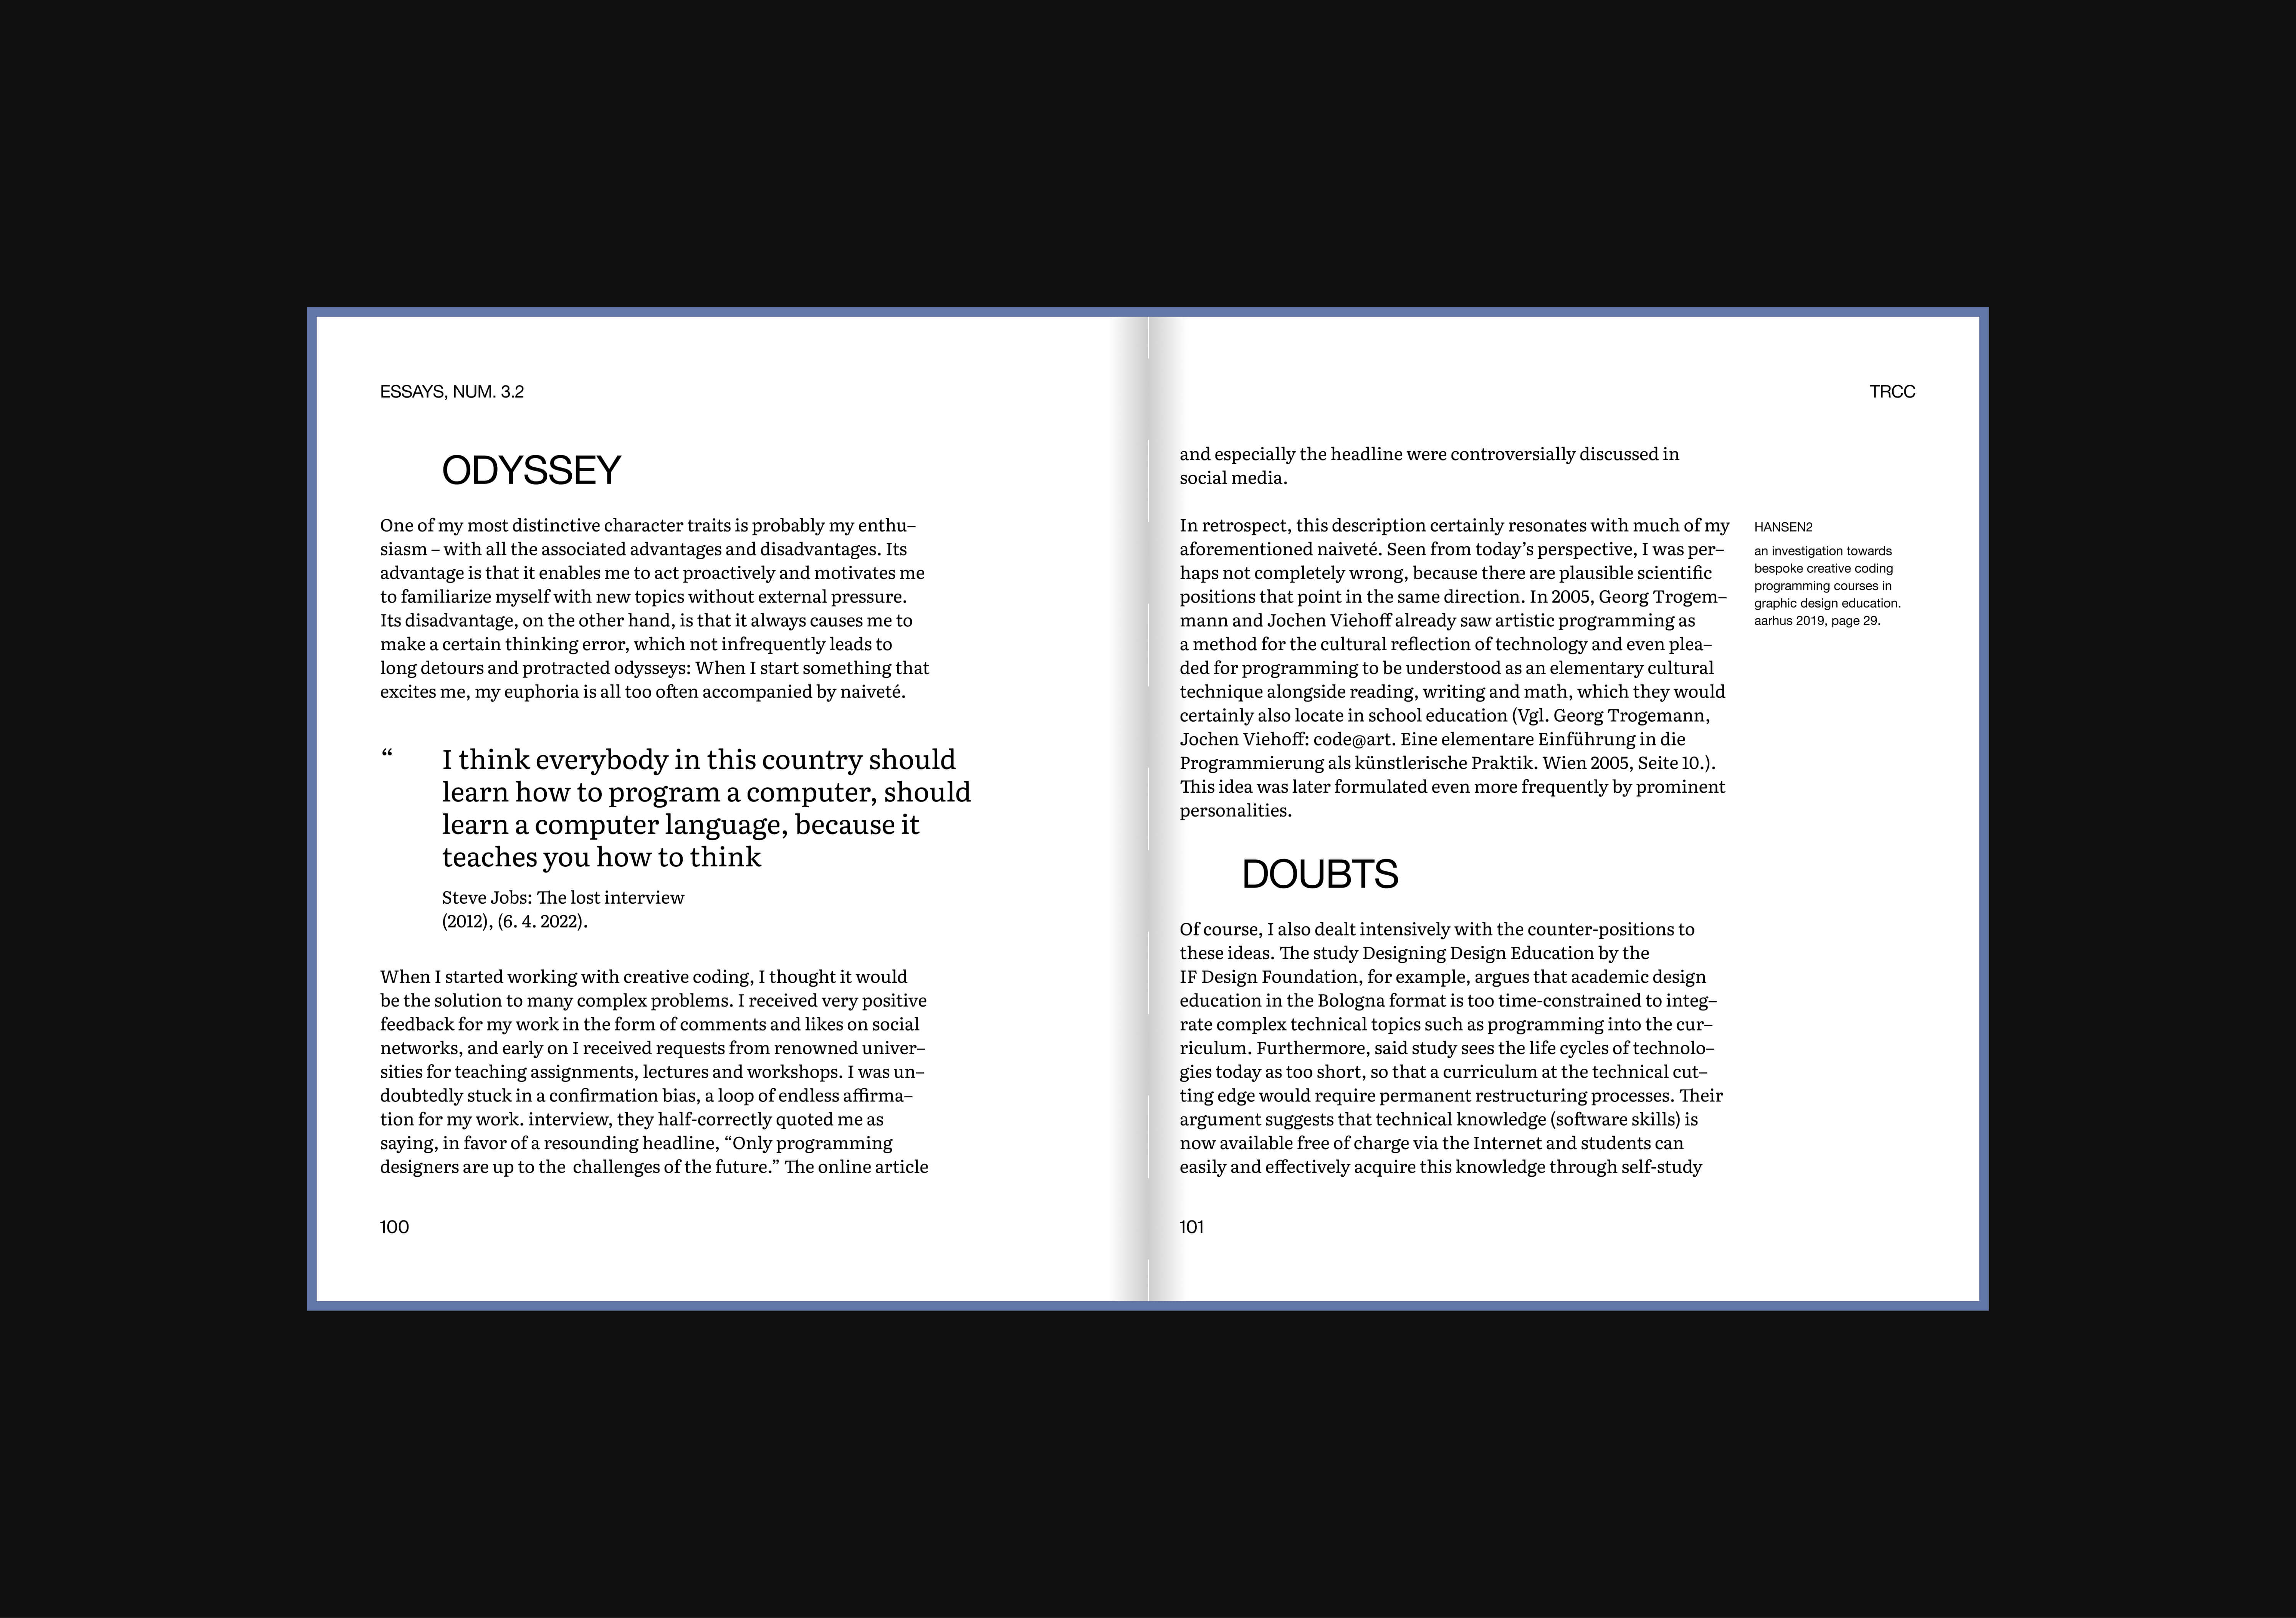 ESSAYS, NUM. 3.2
ODYSSEY
One of my most distinctive character traits is probably my enthu–
siasm – with all the associated advantages and disadvantages. Its
advantage is that it enables me to act proactively and motivates me
to familiarize myself with new topics without external pressure.
Its disadvantage, on the other hand, is that it always causes me to
make a certain thinking error, which not infrequently leads to
long detours and protracted odysseys: When I start something that
excites me, my euphoria is all too often accompanied by naiveté.
“ I think everybody in this country should
learn how to program a computer, should
learn a computer language, because it
teaches you how to think
Steve Jobs: The lost interview
(2012), (6. 4. 2022).
When I started working with creative coding, I thought it would
be the solution to many complex problems. I received very positive
feedback for my work in the form of comments and likes on social
networks, and early on I received requests from renowned univer–
sities for teaching assignments, lectures and workshops. I was un–
doubtedly stuck in a confirmation bias, a loop of endless affirma–
tion for my work. interview, they half-correctly quoted me as
saying, in favor of a resounding headline, “Only programming
designers are up to the  challenges of the future.” The online article
100
TRCC
and especially the headline were controversially discussed in
social media.
In retrospect, this description certainly resonates with much of my
aforementioned naiveté. Seen from today’s perspective, I was per–
haps not completely wrong, because there are plausible scientific
positions that point in the same direction. In 2005, Georg Trogem–
mann and Jochen Viehoff already saw artistic programming as
a method for the cultural reflection of technology and even plea–
ded for programming to be understood as an elementary cultural
technique alongside reading, writing and math, which they would
certainly also locate in school education (Vgl. Georg Trogemann,
Jochen Viehoff: code@art. Eine elementare Einführung in die
Programmierung als künstlerische Praktik. Wien 2005, Seite 10.).
This idea was later formulated even more frequently by prominent
personalities.
HANSEN2
an investigation towards
bespoke creative coding
programming courses in
graphic design education.
aarhus 2019, page 29.
DOUBTS
Of course, I also dealt intensively with the counter-positions to
these ideas. The study Designing Design Education by the
IF Design Foundation, for example, argues that academic design
education in the Bologna format is too time-constrained to integ–
rate complex technical topics such as programming into the cur–
riculum. Furthermore, said study sees the life cycles of technolo–
gies today as too short, so that a curriculum at the technical cut–
ting edge would require permanent restructuring processes. Their
argument suggests that technical knowledge (software skills) is
now available free of charge via the Internet and students can
easily and effectively acquire this knowledge through self-study
101